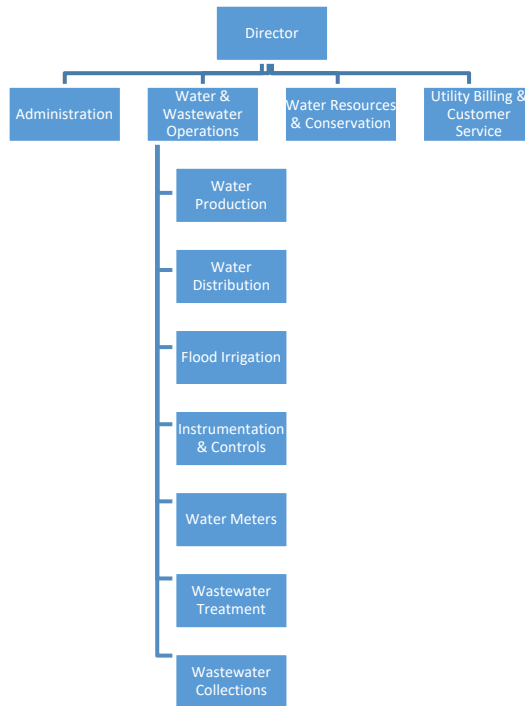 Director
Administration
Water &
Wastewater
Operations
Water Resources
& Conservation
Utility Billing &
Customer
Service
Water
Production
Water
Distribution
Flood Irrigation
Instrumentation
& Controls
Water Meters
Wastewater
Treatment
Wastewater
Collections